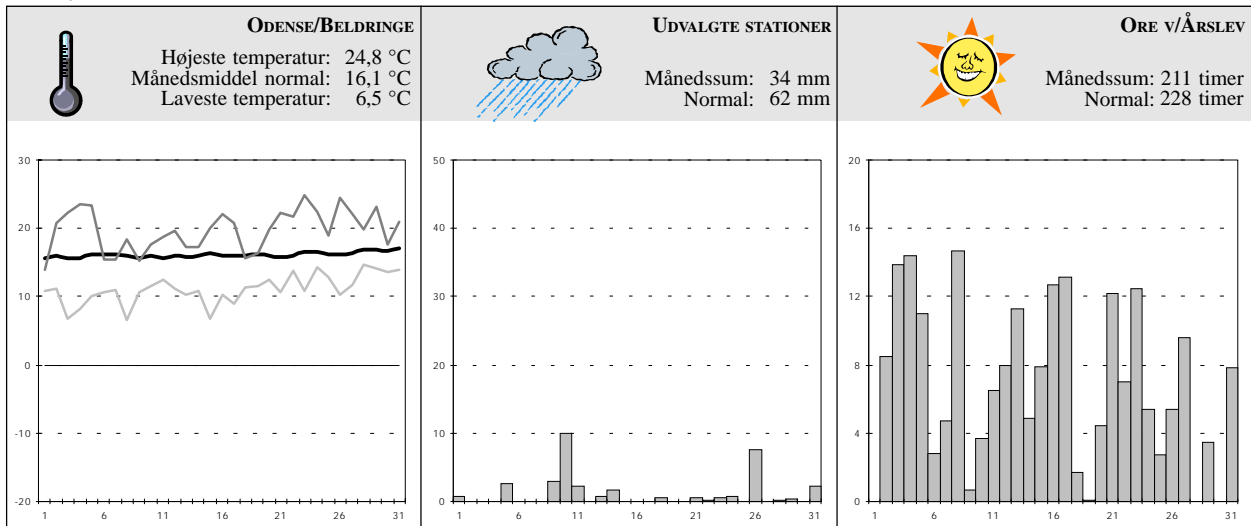 ODENSE/BELDRINGE
Højeste temperatur: 24,8 °C
Månedsmiddel normal: 16,1 °C
Laveste temperatur: 6,5 °C
30
20
10
0
-10
-20
1 6 11 16 21 26 31
UDVALGTE STATIONER
Månedssum: 34 mm
Normal: 62 mm
50
40
30
20
10
0
1 6 11 16 21 26 31
ORE V/ÅRSLEV
Månedssum: 211 timer
Normal: 228 timer
20
16
12
8
4
0
1 6 11 16 21 26 31